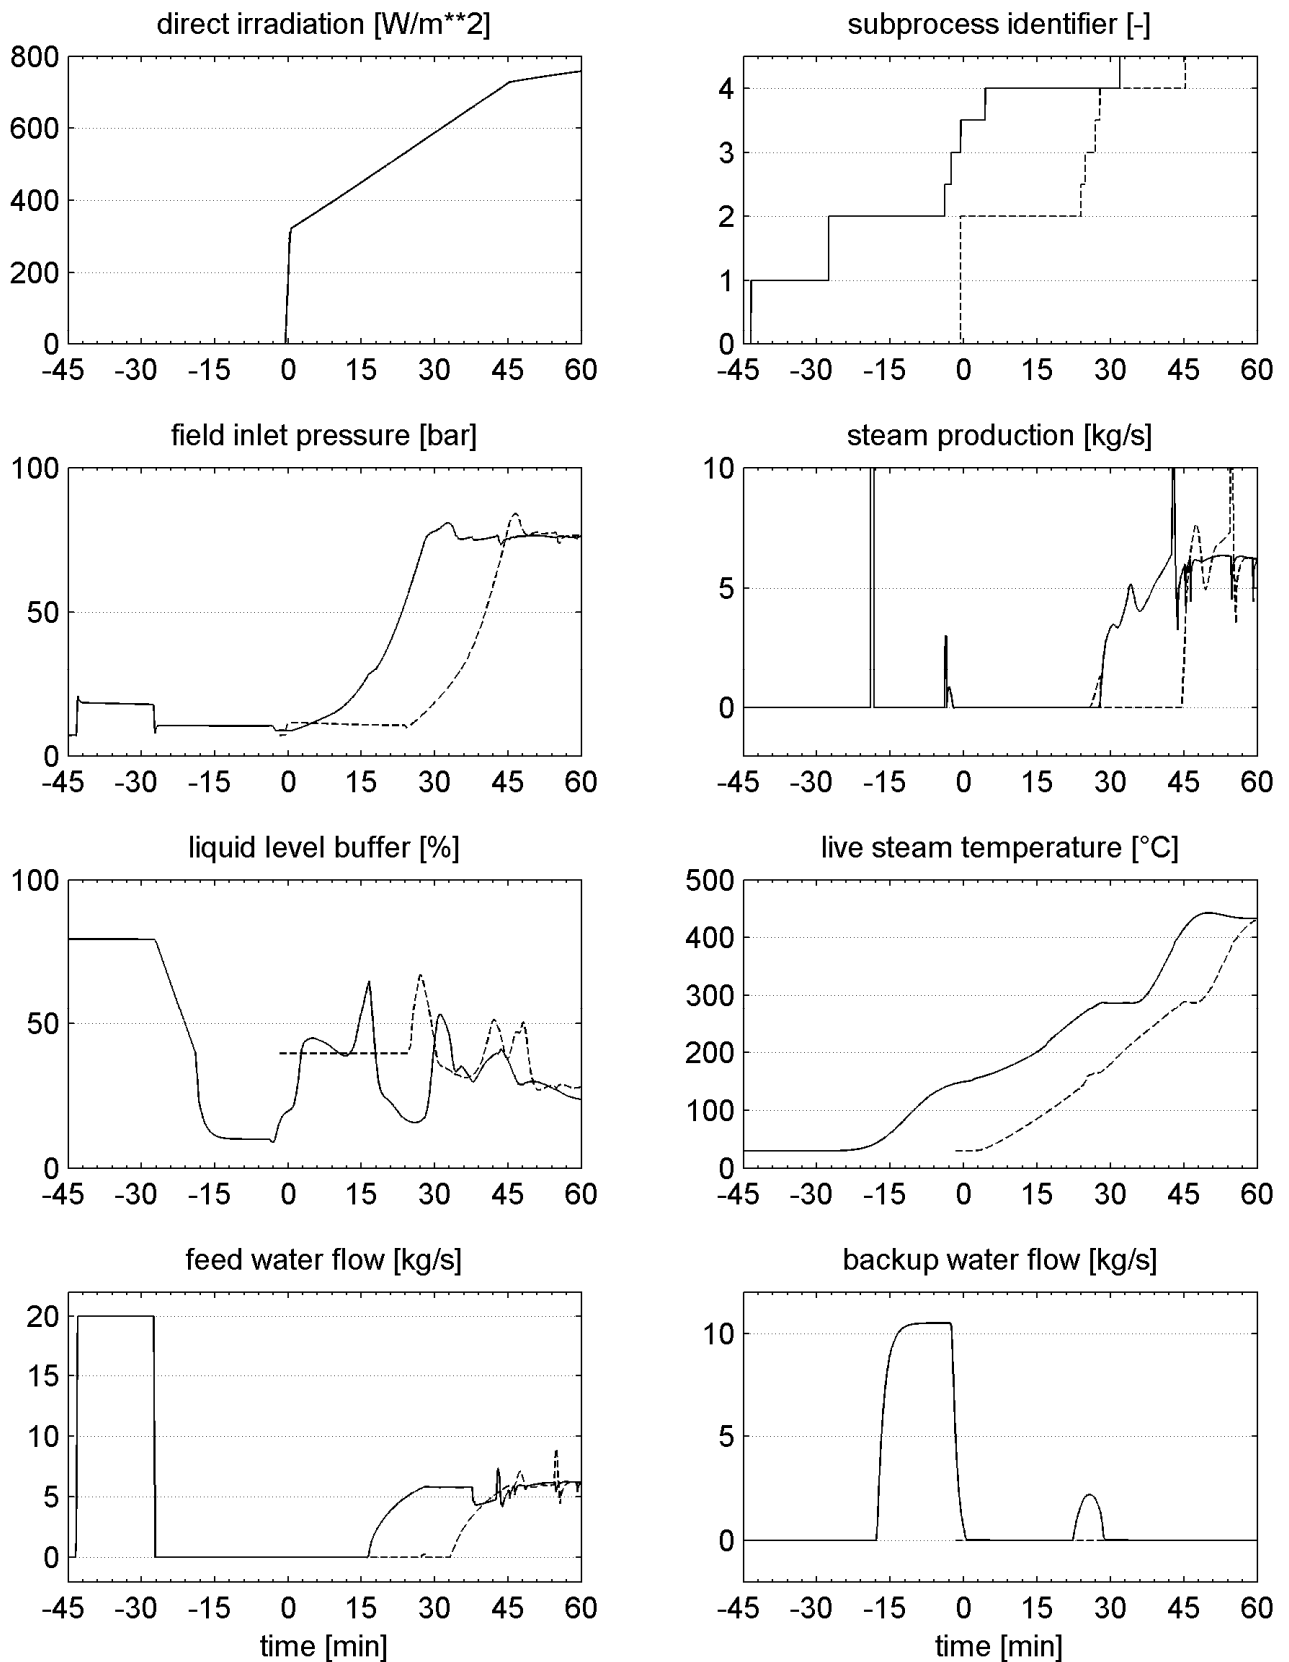 direct irradiation [W/m**2]
800
600
400
200
0
-45 -30 -15 0 15 30 45 60
subprocess identifier [-]
4
3
2
1
0
-45 -30 -15 0 15 30 45 60
field inlet pressure [bar]
100
50
0
-45 -30 -15 0 15 30 45 60
steam production [kg/s]
10
5
0
-45 -30 -15 0 15 30 45 60
liquid level buffer [%]
100
50
0
-45 -30 -15 0 15 30 45 60
live steam temperature [°C]
500
400
300
200
100
0
-45 -30 -15 0 15 30 45 60
feed water flow [kg/s]
20
15
10
5
0
-45 -30 -15 0 15 30 45 60
time [min]
backup water flow [kg/s]
10
5
0
-45 -30 -15 0 15 30 45 60
time [min]